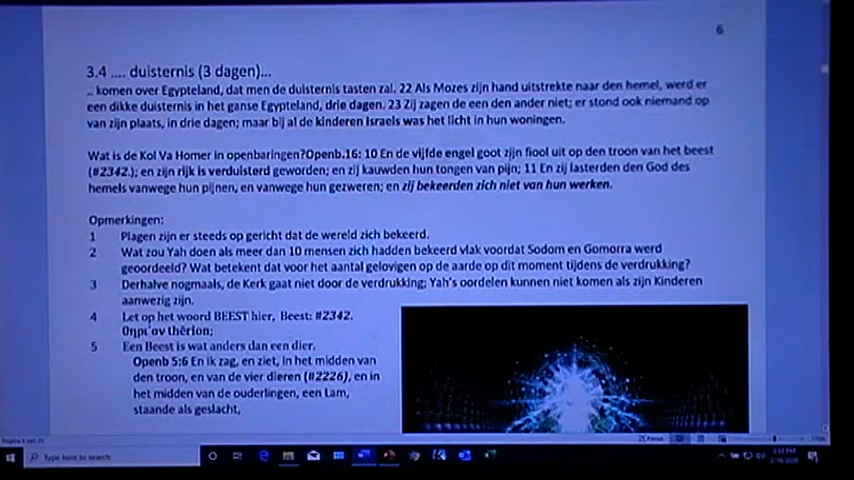 6
3.4 .... duisternis (3 dagen)...
.. komen over Egypteland, dat men de duisternis tasten zal. 22 Als Mozes zijn hand uitstrekte naar den hemel, werd er
een dikke duisternis in het ganse Egypteland, drie dagen. 23 Zij zagen de een den ander niet; er stond ook niemand op
van zijn plaats, in drie dagen; maar bij al de kinderen Israels was het licht in hun woningen.
Wat is de Kol Va Homer in openbaringen?Openb.16: 10 En de vijfde engel goot zijn fiool uit op den troon van het beest
(#2342.); en zijn rijk is verduisterd geworden; en zij kauwden hun tongen van pijn; 11 En zij lasterden den God des
hemels vanwege hun pijnen, en vanwege hun gezweren; en zij bekeerden zich niet van hun werken.
Opmerkingen:
1 Plagen zijn er steeds op gericht dat de wereld zich bekeerd.
2 Wat zou Yah doen als meer dan 10 mensen zich hadden bekeerd vlak voordat Sodom en Gomorra werd
geoordeeld? Wat betekent dat voor het aantal gelovigen op de aarde op dit moment tijdens de verdrukking?
3 Derhalve nogmaals, de Kerk gaat niet door de verdrukking; Yah's oordelen kunnen niet komen als zijn Kinderen
aanwezig zijn.
4 Let op het woord BEEST hier, Beest: #2342.
θηρι'ον thērion;
5 Een Beest is wat anders dan een dier.
Openb 5:6 En ik zag, en ziet, in het midden van
den troon, en van de vier dieren (#2226), en in
het midden van de ouderlingen, een Lam,
staande als geslacht,
Type here to search